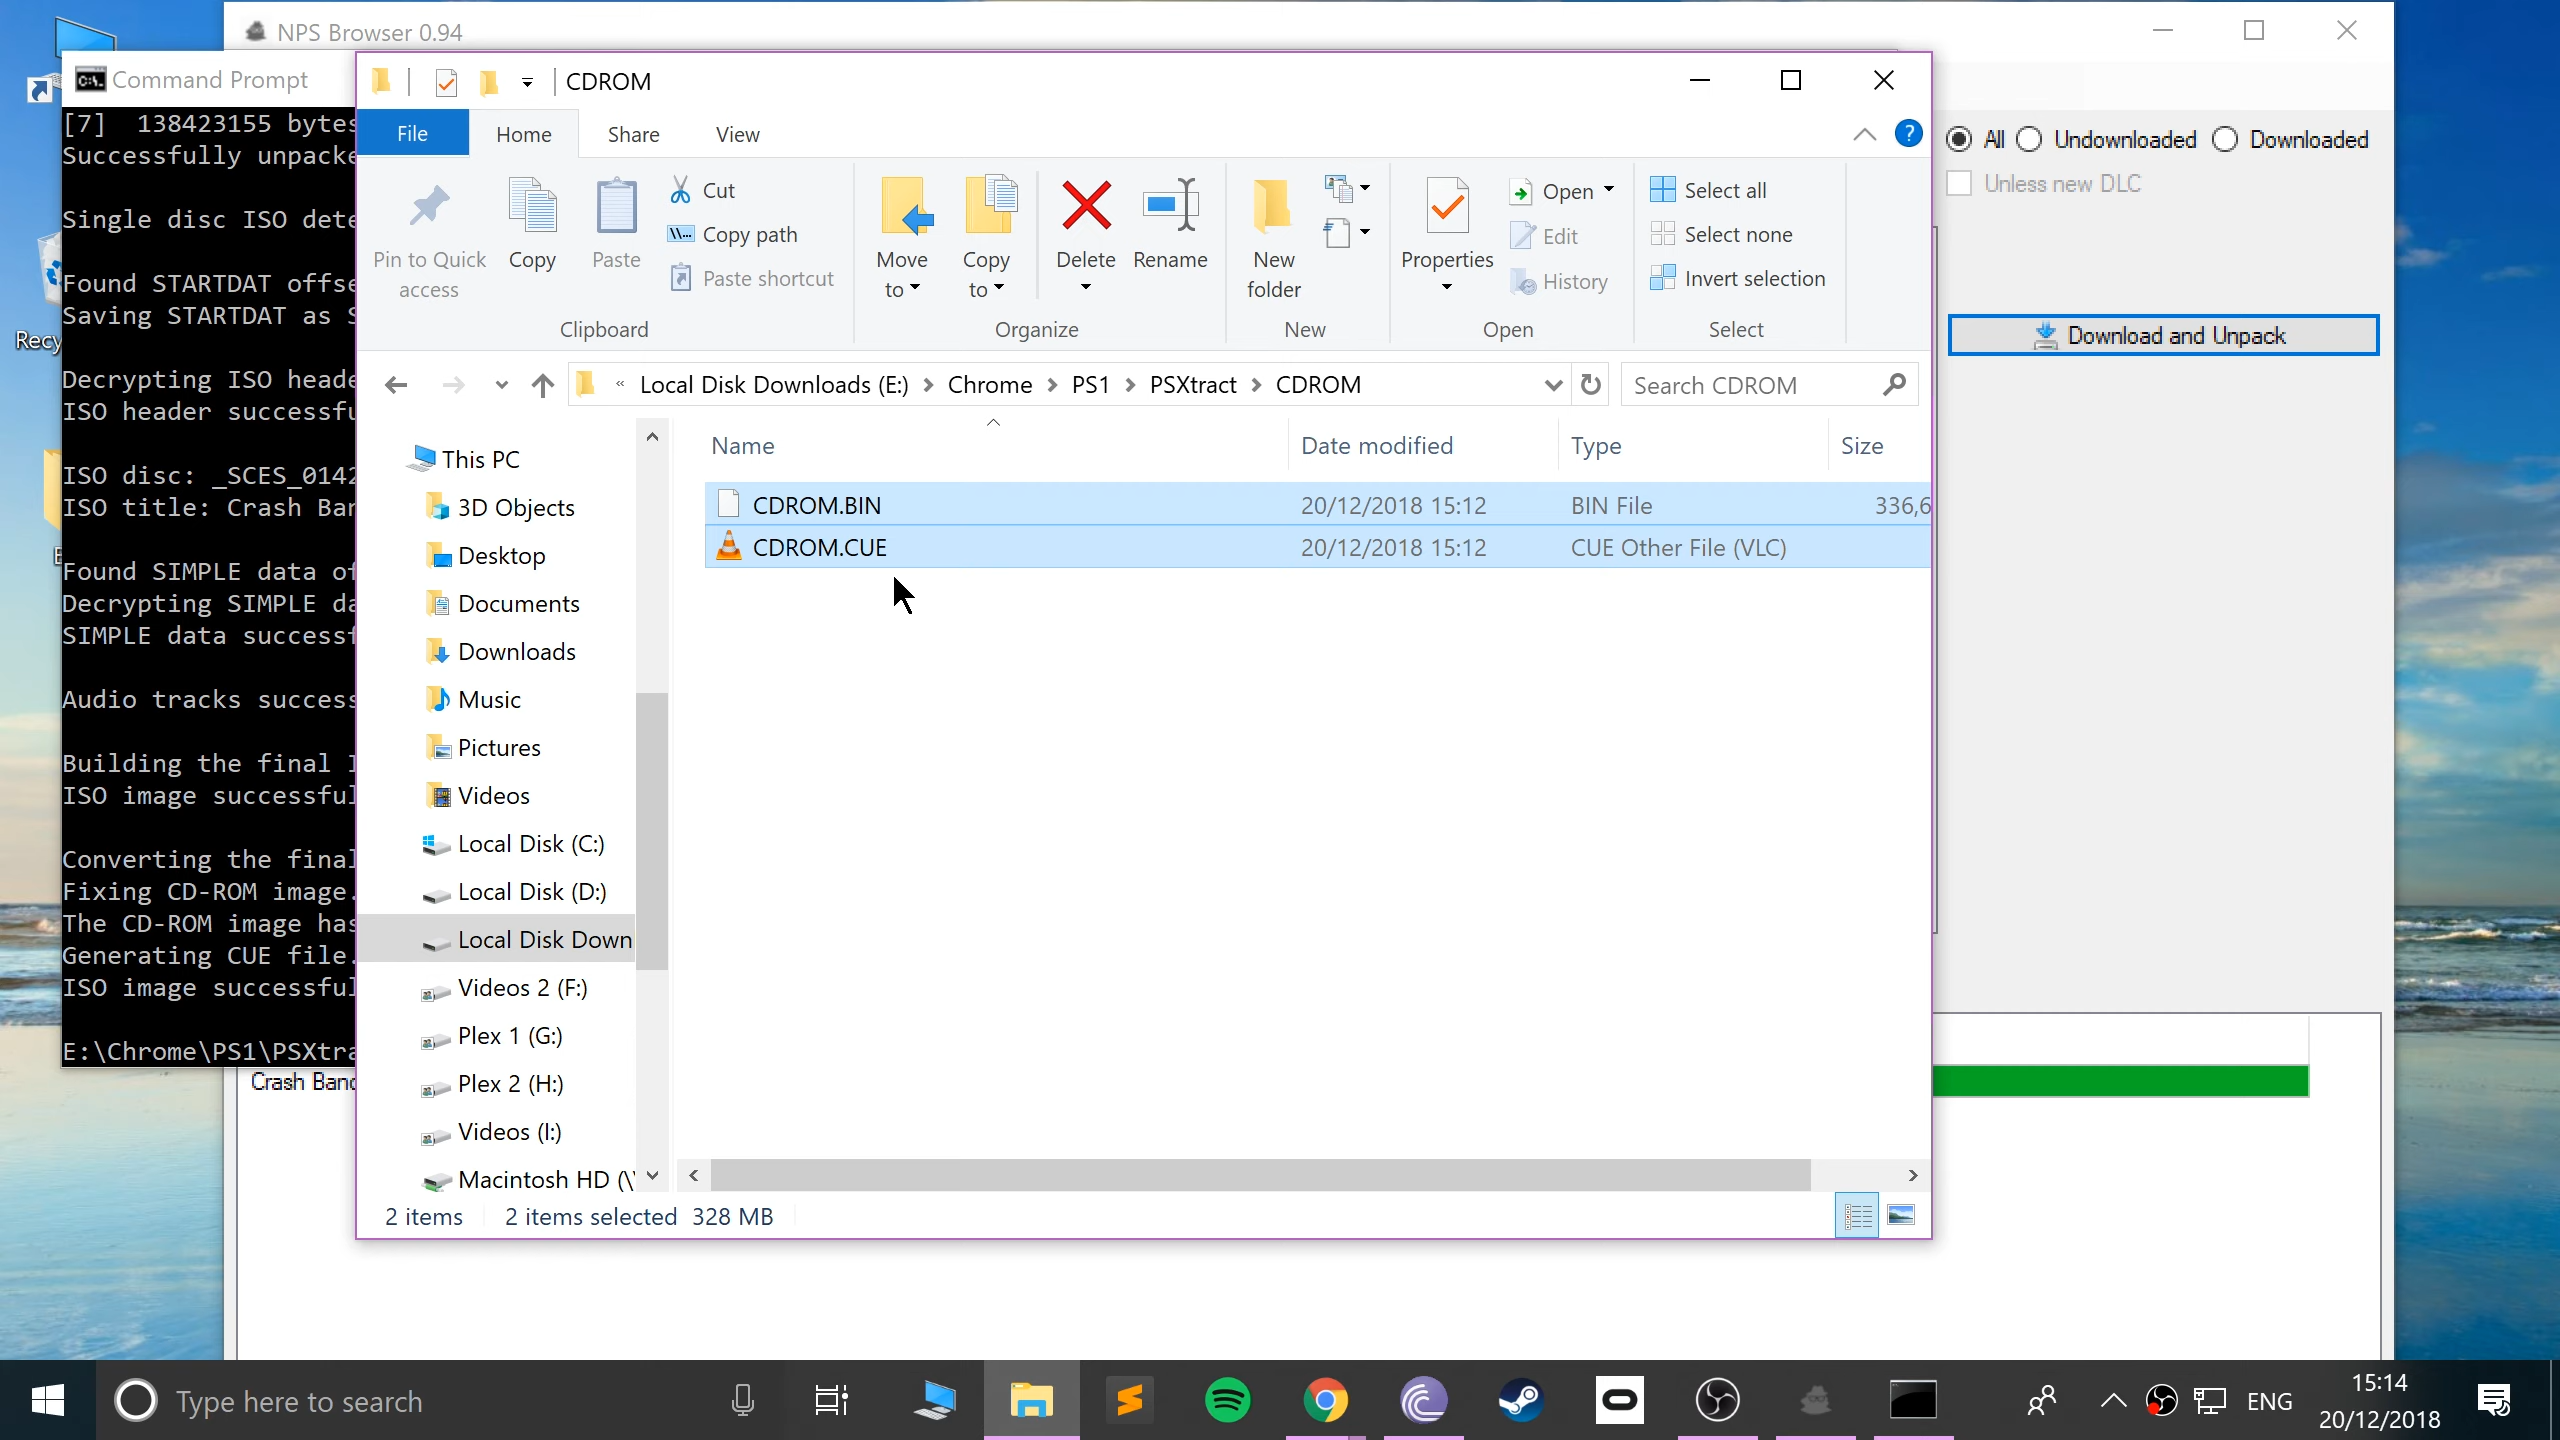 NPS Browser 0.94
Command Prompt
CDROM
File
Home
Share
View
All
Undownloaded
Downloaded
Unless new DLC
Pin to Quick
access
Copy
Paste
Cut
Copy path
Paste shortcut
Clipboard
Move
to
Copy
to
Delete
Rename
Organize
New
folder
New
Properties
Open
Edit
History
Open
Select all
Select none
Invert selection
Select
Download and Unpack
« Local Disk Downloads (E:) > Chrome > PS1 > PSXtract > CDROM
Search CDROM
Name
Date modified
Type
Size
CDROM.BIN 20/12/2018 15:12 BIN File 336,6
CDROM.CUE 20/12/2018 15:12 CUE Other File (VLC)
This PC
3D Objects
Desktop
Documents
Downloads
Music
Pictures
Videos
Local Disk (C:)
Local Disk (D:)
Local Disk Down
Videos 2 (F:)
Plex 1 (G:)
Plex 2 (H:)
Videos (I:)
Macintosh HD (\
2 items
2 items selected 328 MB
[7] 138423155 bytes
Successfully unpacke
Single disc ISO dete
Found STARTDAT offse
Saving STARTDAT as S
Decrypting ISO heade
ISO header successfu
ISO disc: _SCES_0142
ISO title: Crash Ban
Found SIMPLE data of
Decrypting SIMPLE da
SIMPLE data successf
Audio tracks success
Building the final I
ISO image successful
Converting the final
Fixing CD-ROM image.
The CD-ROM image has
Generating CUE file.
ISO image successful
E:\Chrome\PS1\PSXtra
Crash Band
Recy
Type here to search
ENG
15:14
20/12/2018